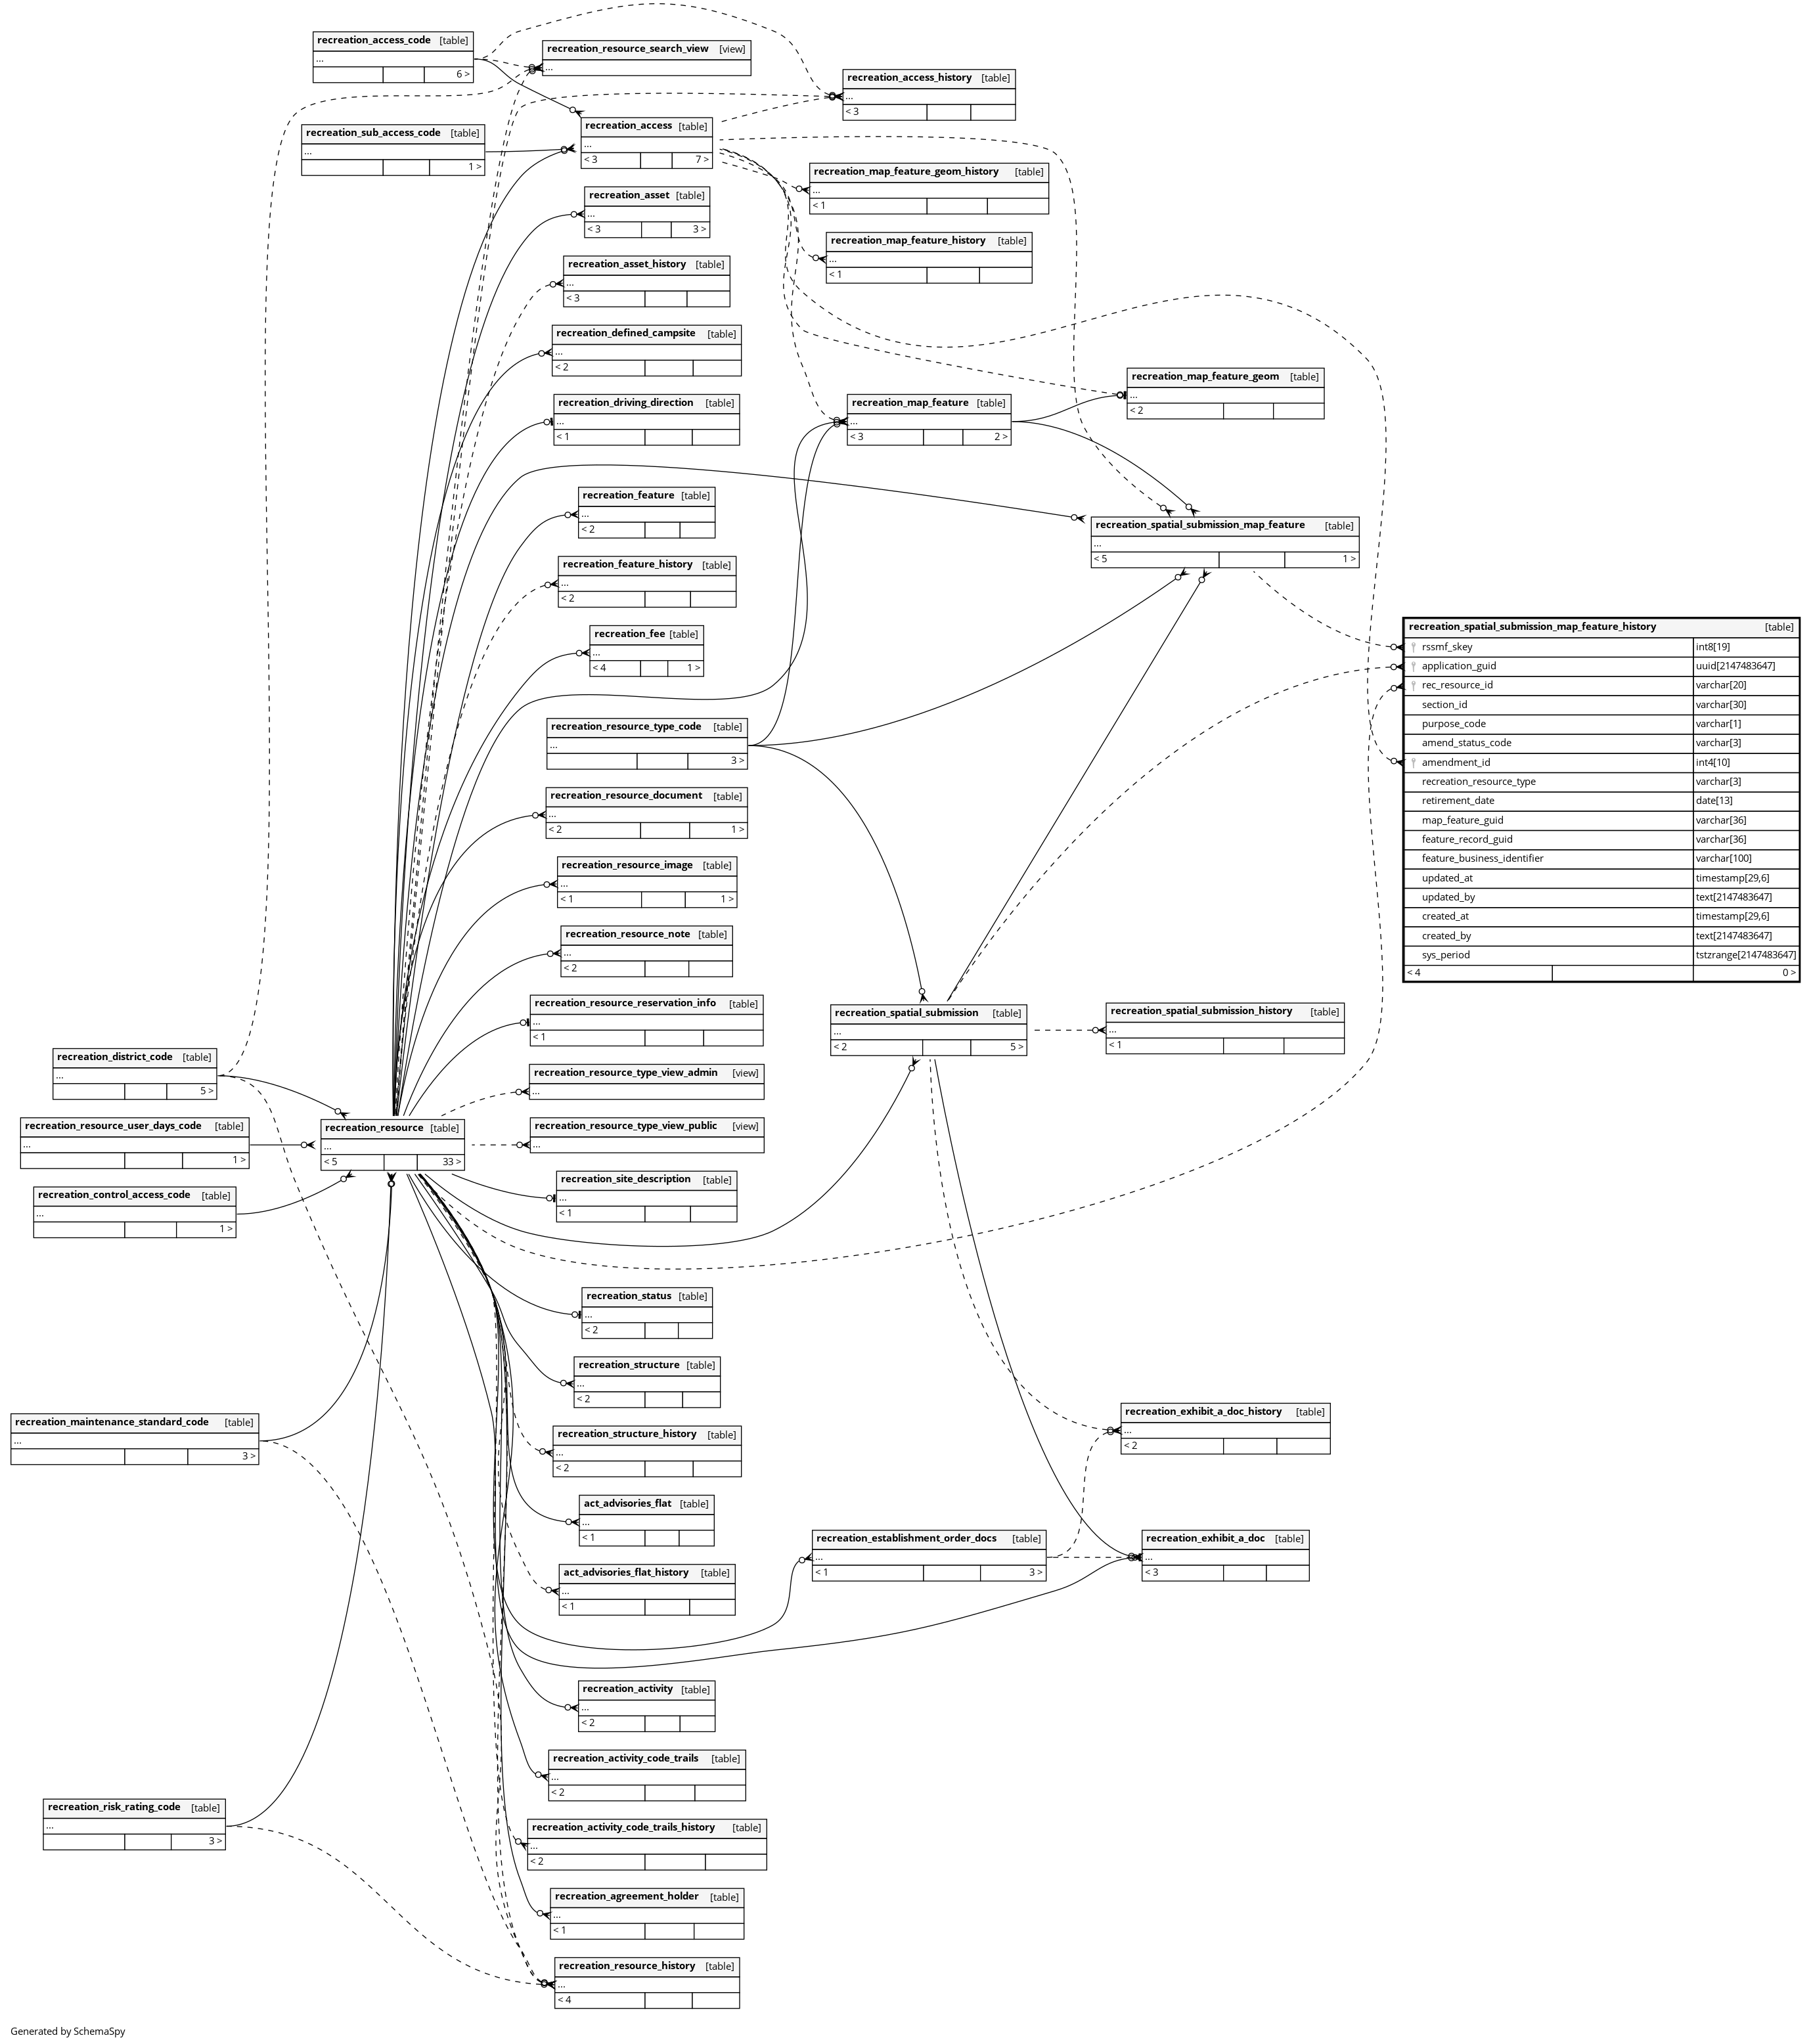 recreation_access_code [table]
...
6 >
recreation_resource_search_view [view]
...
recreation_access_history [table]
...
< 3
recreation_sub_access_code [table]
...
1 >
recreation_access [table]
...
< 3 7 >
recreation_map_feature_geom_history [table]
...
< 1
recreation_asset [table]
...
< 3 3 >
recreation_map_feature_history [table]
...
< 1
recreation_asset_history [table]
...
< 3
recreation_defined_campsite [table]
...
< 2
recreation_map_feature_geom [table]
...
< 2
recreation_driving_direction [table]
...
< 1
recreation_map_feature [table]
...
< 3 2 >
recreation_feature [table]
...
< 2
recreation_spatial_submission_map_feature [table]
...
< 5 1 >
recreation_feature_history [table]
...
< 2
recreation_fee [table]
...
< 4 1 >
recreation_spatial_submission_map_feature_history [table]
rssmf_skey int8[19]
application_guid uuid[2147483647]
rec_resource_id varchar[20]
section_id varchar[30]
purpose_code varchar[1]
amend_status_code varchar[3]
amendment_id int4[10]
recreation_resource_type varchar[3]
retirement_date date[13]
map_feature_guid varchar[36]
feature_record_guid varchar[36]
feature_business_identifier varchar[100]
updated_at timestamp[29,6]
updated_by text[2147483647]
created_at timestamp[29,6]
created_by text[2147483647]
sys_period tstzrange[2147483647]
< 4 0 >
recreation_resource_type_code [table]
...
3 >
recreation_resource_document [table]
...
< 2 1 >
recreation_resource_image [table]
...
< 1 1 >
recreation_resource_note [table]
...
< 2
recreation_resource_reservation_info [table]
...
< 1
recreation_spatial_submission [table]
...
< 2 5 >
recreation_spatial_submission_history [table]
...
< 1
recreation_district_code [table]
...
5 >
recreation_resource_type_view_admin [view]
...
recreation_resource_user_days_code [table]
...
1 >
recreation_resource [table]
...
< 5 33 >
recreation_resource_type_view_public [view]
...
recreation_control_access_code [table]
...
1 >
recreation_site_description [table]
...
< 1
recreation_status [table]
...
< 2
recreation_structure [table]
...
< 2
recreation_maintenance_standard_code [table]
...
3 >
recreation_structure_history [table]
...
< 2
recreation_exhibit_a_doc_history [table]
...
< 2
act_advisories_flat [table]
...
< 1
recreation_establishment_order_docs [table]
...
< 1 3 >
recreation_exhibit_a_doc [table]
...
< 3
act_advisories_flat_history [table]
...
< 1
recreation_activity [table]
...
< 2
recreation_activity_code_trails [table]
...
< 2
recreation_risk_rating_code [table]
...
3 >
recreation_activity_code_trails_history [table]
...
< 2
recreation_agreement_holder [table]
...
< 1
recreation_resource_history [table]
...
< 4
Generated by SchemaSpy